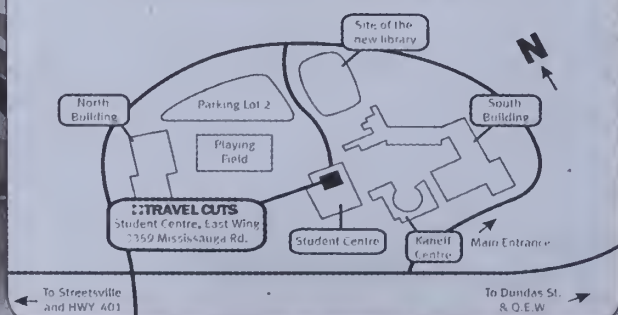 Site of the
new library
N
North
Building
Parking Lot 2
South
Building
Playing
Field
TRAVEL CUTS
Student Centre, East Wing
3359 Mississauga Rd.
Student Centre
Kaneff
Centre
Main Entrance
To Streetsville
and HWY 401
To Dundas St.
& Q.E.W